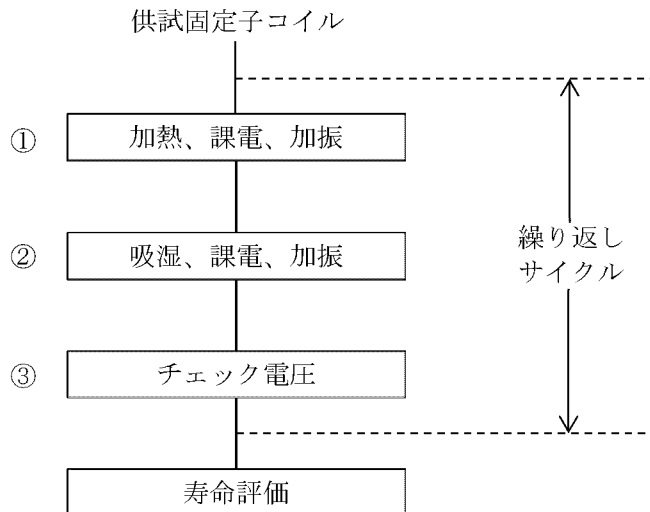 供試固定子コイル
① 加熱、課電、加振
② 吸湿、課電、加振
繰り返し
サイクル
③ チェック電圧
寿命評価